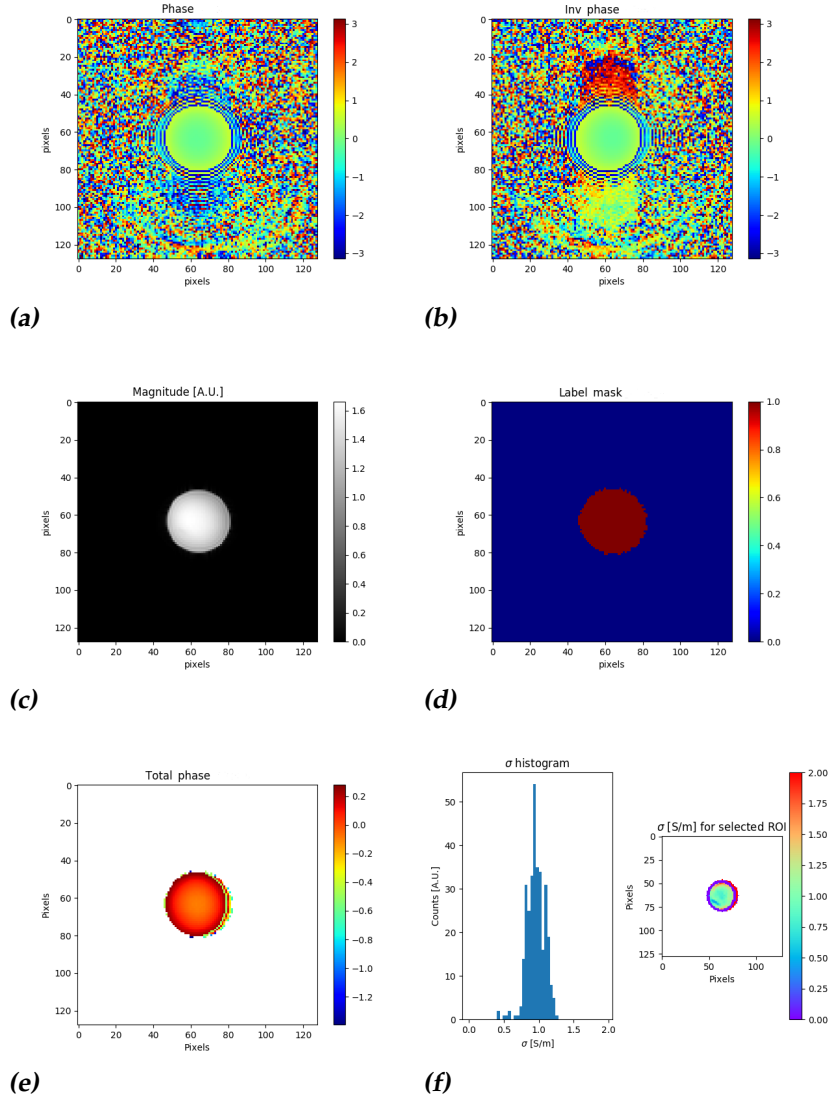 Phase
0
20
40
60
80
100
120
pixels
0 20 40 60 80 100 120
pixels
3
2
1
0
−1
−2
−3
(a)
Inv phase
0
20
40
60
80
100
120
pixels
0 20 40 60 80 100 120
pixels
3
2
1
0
−1
−2
−3
(b)
Magnitude [A.U.]
0
20
40
60
80
100
120
pixels
0 20 40 60 80 100 120
pixels
1.6
1.4
1.2
1.0
0.8
0.6
0.4
0.2
0.0
(c)
Label mask
0
20
40
60
80
100
120
pixels
0 20 40 60 80 100 120
pixels
1.0
0.8
0.6
0.4
0.2
0.0
(d)
Total phase
0
20
40
60
80
100
120
Pixels
0 20 40 60 80 100 120
Pixels
0.2
0.0
−0.2
−0.4
−0.6
−0.8
−1.0
−1.2
(e)
σ histogram
50
40
30
20
10
0
Counts [A.U.]
0.0 0.5 1.0 1.5 2.0
σ [S/m]
σ [S/m] for selected ROI
0
25
50
75
100
127
Pixels
0 50 100
Pixels
2.00
1.75
1.50
1.25
1.00
0.75
0.50
0.25
0.00
(f)